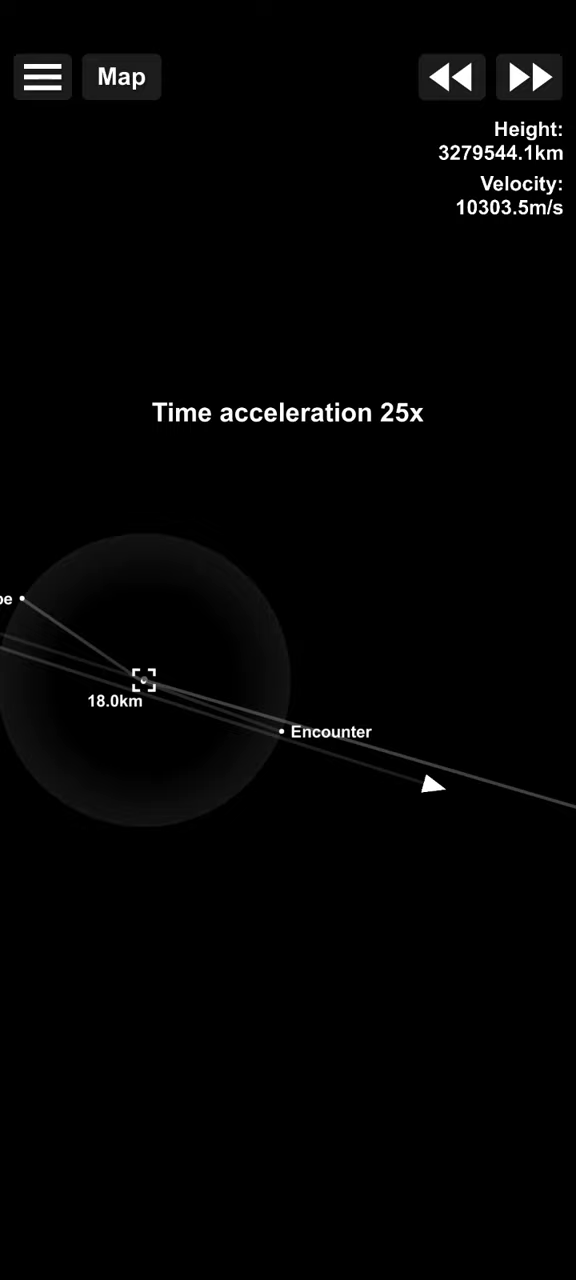 Map
Height:
3279544.1km
Velocity:
10303.5m/s
Time acceleration 25x
18.0km
Encounter